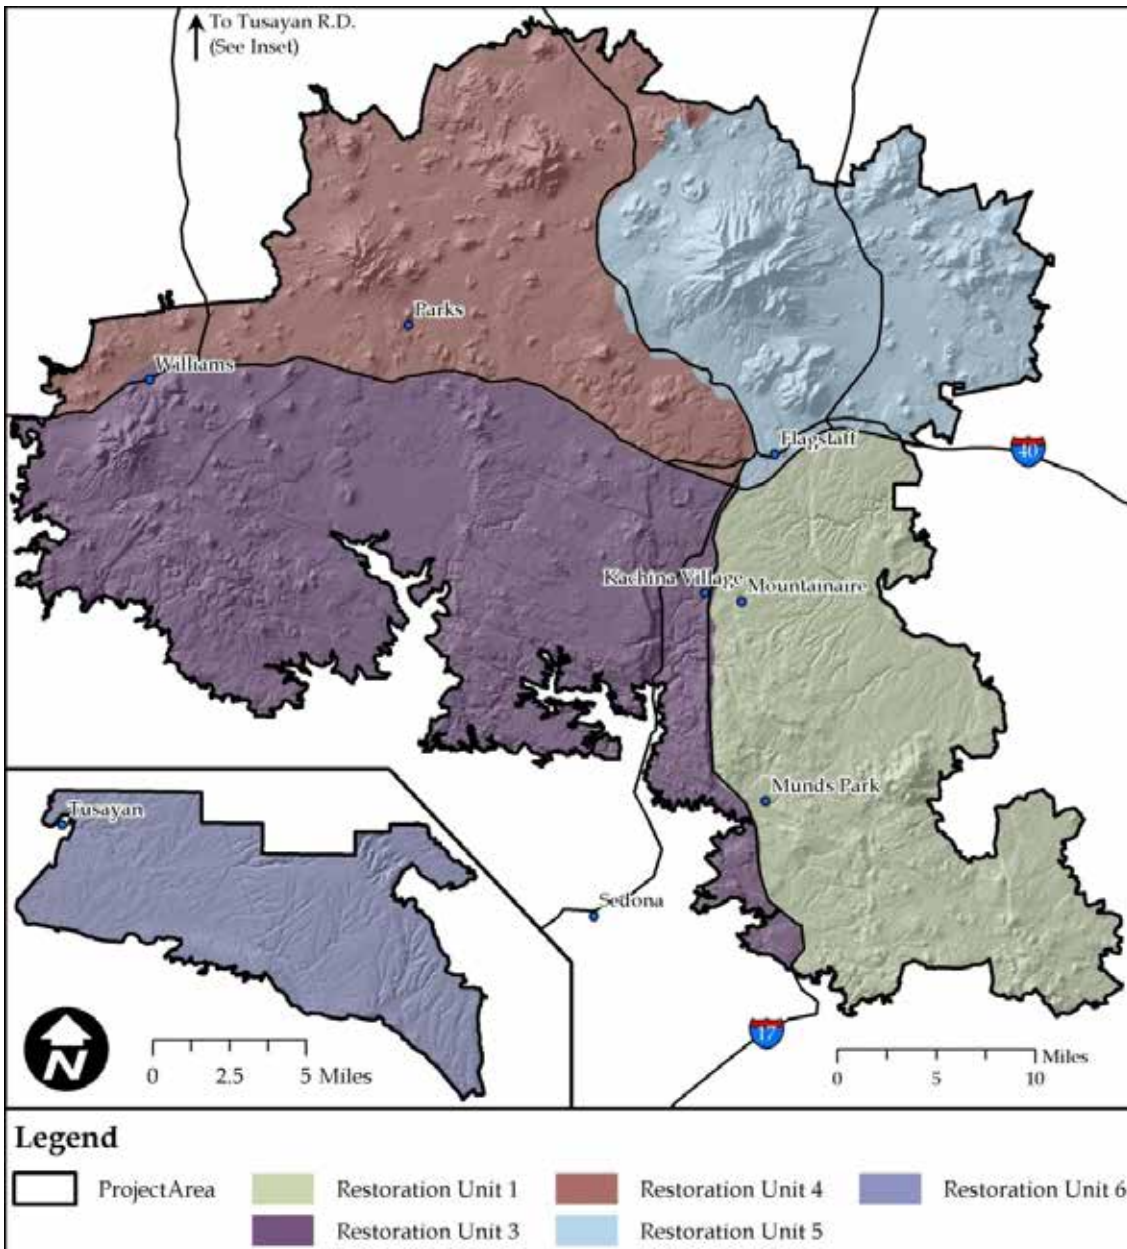 To Tusayan R.D.
(See Inset)
Parks
Williams
Flagstaff
40
Kachina Village
Mountainaire
Munds Park
Tusayan
Sedona
17
N
0 2.5 5 Miles
0 5 10 Miles
Legend
ProjectArea
Restoration Unit 1
Restoration Unit 4
Restoration Unit 6
Restoration Unit 3
Restoration Unit 5